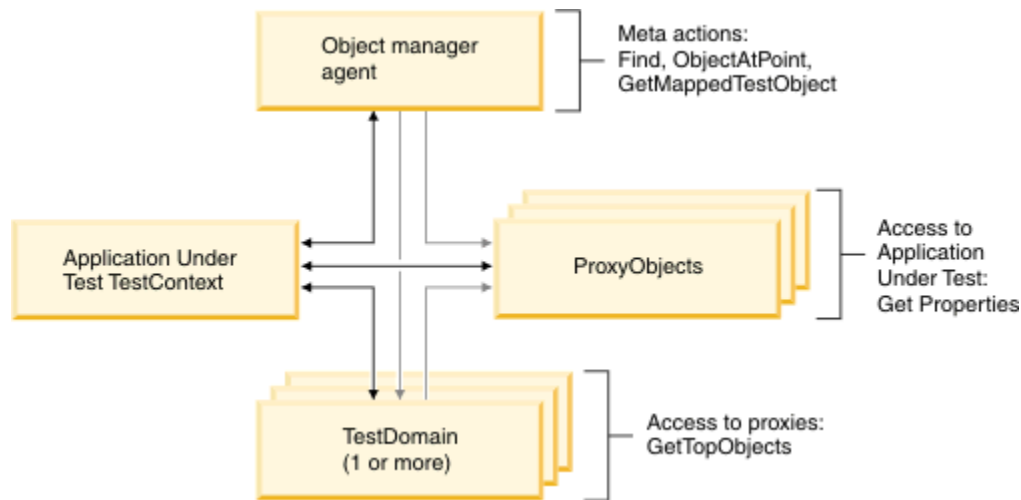 Object manager
agent
Meta actions:
Find, ObjectAtPoint,
GetMappedTestObject
Application Under
Test TestContext
ProxyObjects
Access to
Application
Under Test:
Get Properties
TestDomain
(1 or more)
Access to proxies:
GetTopObjects